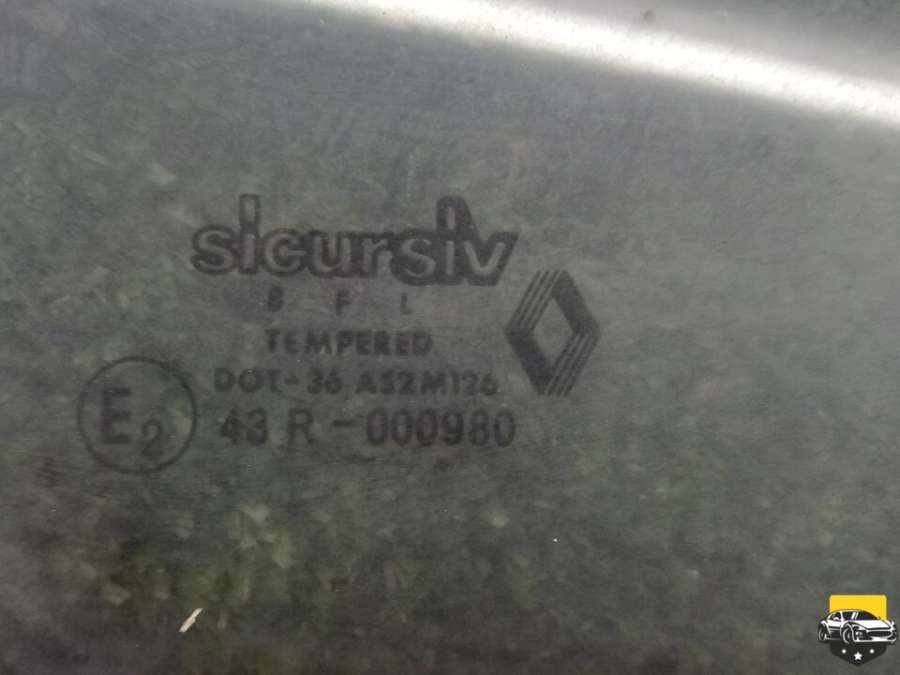 sicursiv
B F L
TEMPERED
DOT-36 AS2M126
E2 43 R-000980